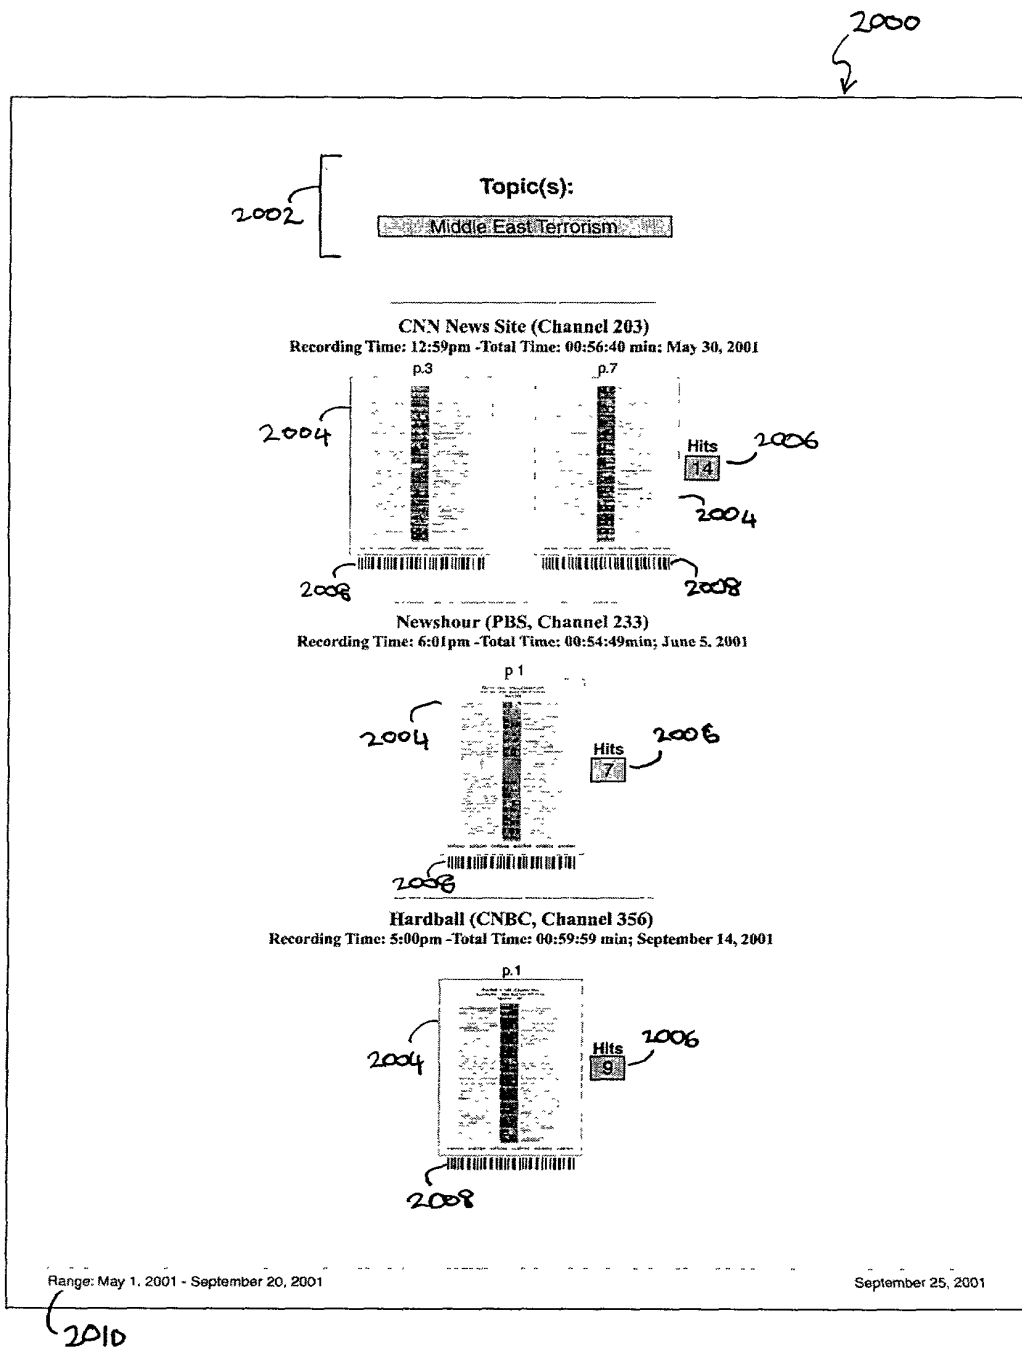 2000
Topic(s):
2002
Middle East Terrorism
CNN News Site (Channel 203)
Recording Time: 12:59pm -Total Time: 00:56:40 min; May 30, 2001
p.3 p.7
2004
Hits 2006
14
2004
2008 2008
Newshour (PBS, Channel 233)
Recording Time: 6:01pm -Total Time: 00:54:49min; June 5, 2001
p 1
2004
Hits 2006
7
2008
Hardball (CNBC, Channel 356)
Recording Time: 5:00pm -Total Time: 00:59:59 min; September 14, 2001
p.1
2004
Hits 2006
9
2008
Range: May 1, 2001 - September 20, 2001 September 25, 2001
2010